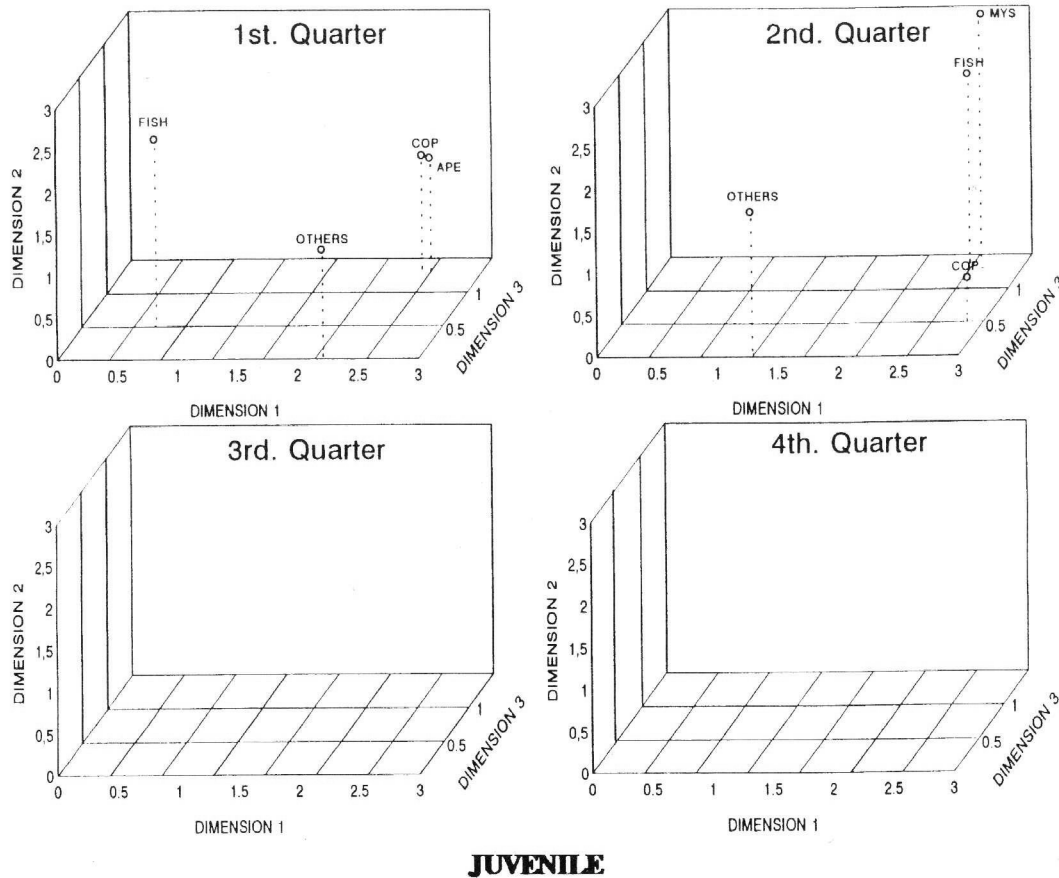 1st. Quarter
FISH
COP
APE
OTHERS
DIMENSION 2
3
2,5
2
1,5
1
0,5
0
0 0.5 1 1.5 2 2.5 3
DIMENSION 1
0.5
1
DIMENSION 3
2nd. Quarter
MYS
FISH
OTHERS
COP
DIMENSION 2
3
2,5
2
1,5
1
0,5
0
0 0.5 1 1.5 2 2.5 3
DIMENSION 1
0.5
1
DIMENSION 3
3rd. Quarter
DIMENSION 2
3
2,5
2
1,5
1
0,5
0
0 0.5 1 1.5 2 2.5 3
DIMENSION 1
0.5
1
DIMENSION 3
4th. Quarter
DIMENSION 2
3
2,5
2
1,5
1
0,5
0
0 0.5 1 1.5 2 2.5 3
DIMENSION 1
0.5
1
DIMENSION 3
JUVENILE